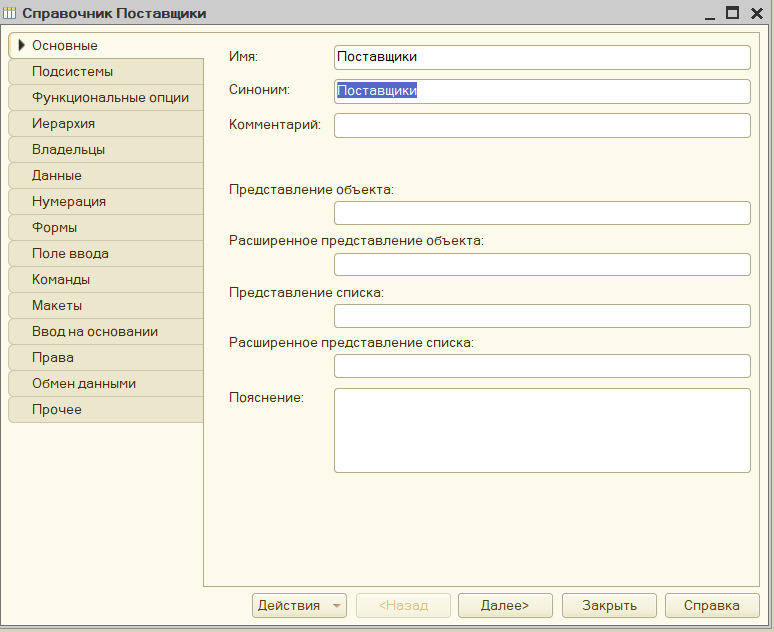 Справочник Поставщики
Основные
Подсистемы
Функциональные опции
Иерархия
Владельцы
Данные
Нумерация
Формы
Поле ввода
Команды
Макеты
Ввод на основании
Права
Обмен данными
Прочее
Имя: Поставщики
Синоним: Поставщики
Комментарий:
Представление объекта:
Расширенное представление объекта:
Представление списка:
Расширенное представление списка:
Пояснение:
Действия <Назад Далее> Закрыть Справка